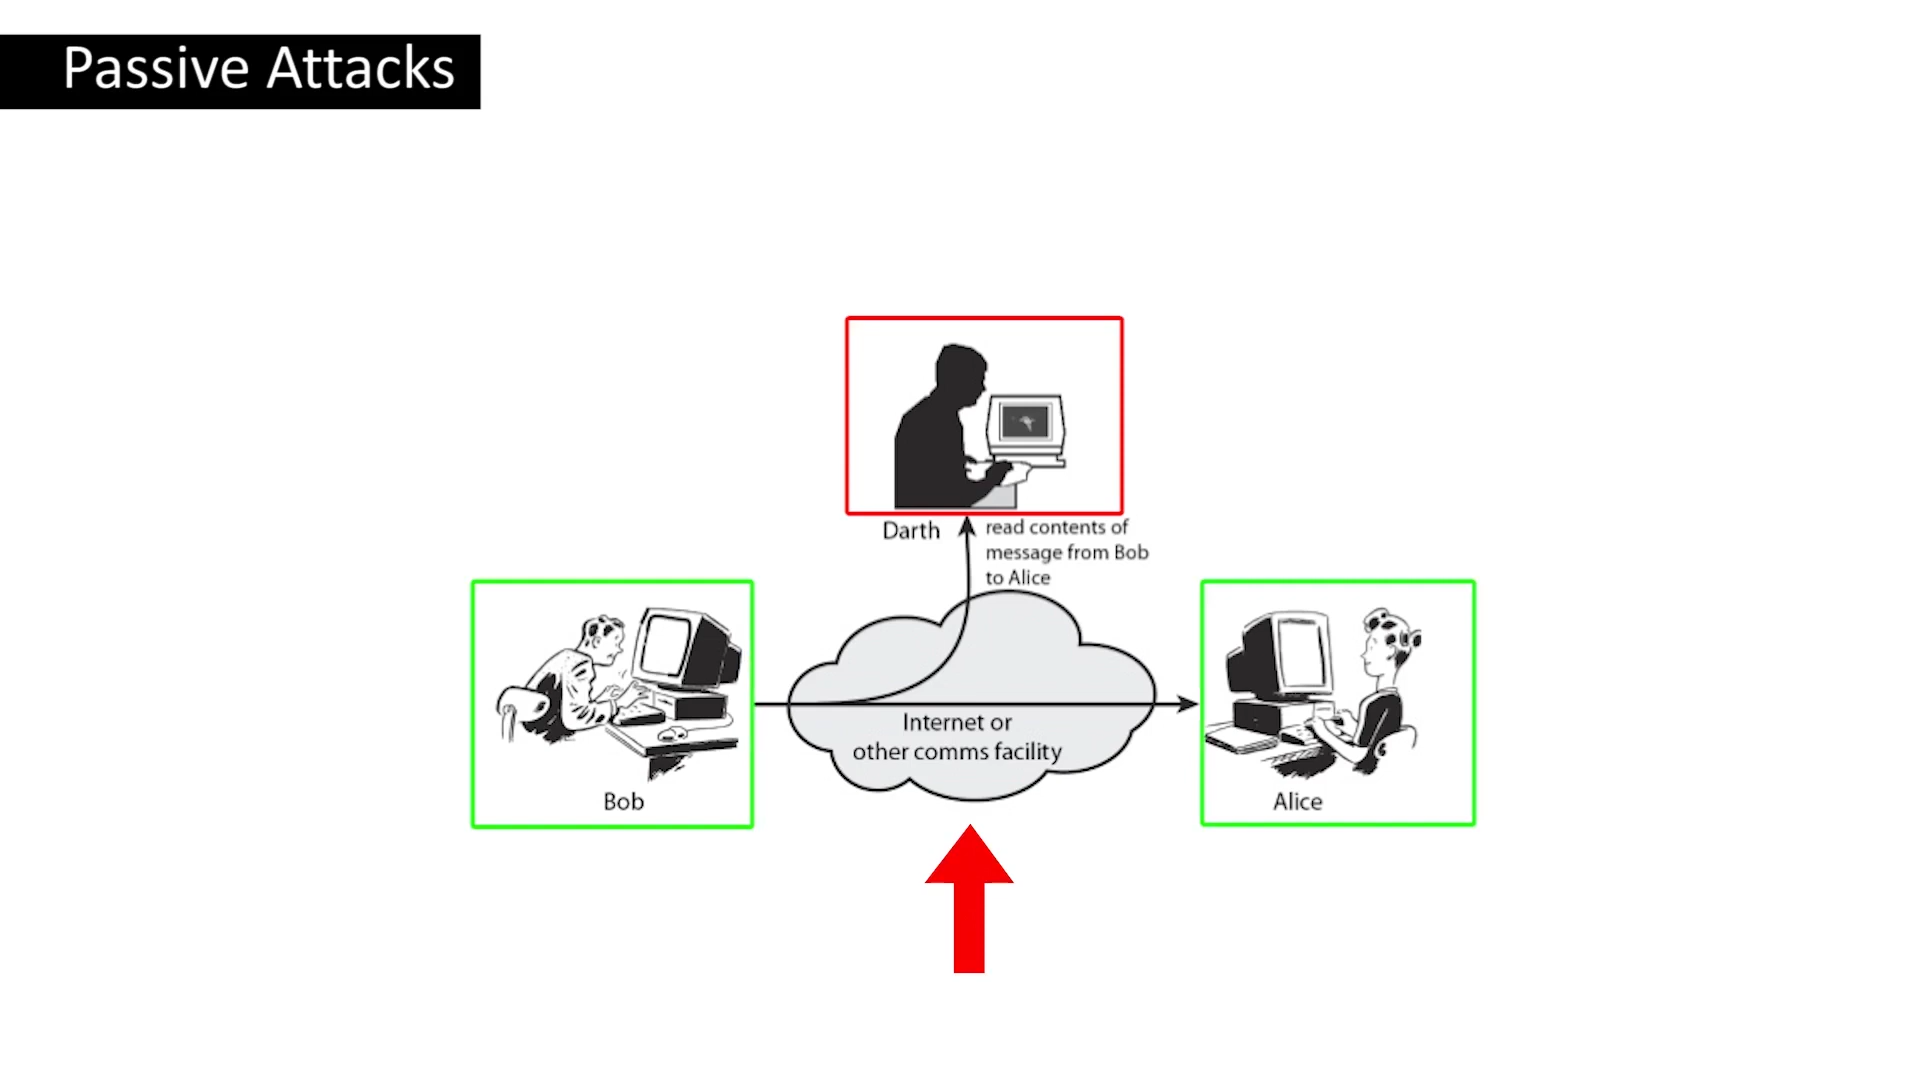 Passive Attacks
Darth
read contents of
message from Bob
to Alice
Internet or
other comms facility
Bob
Alice